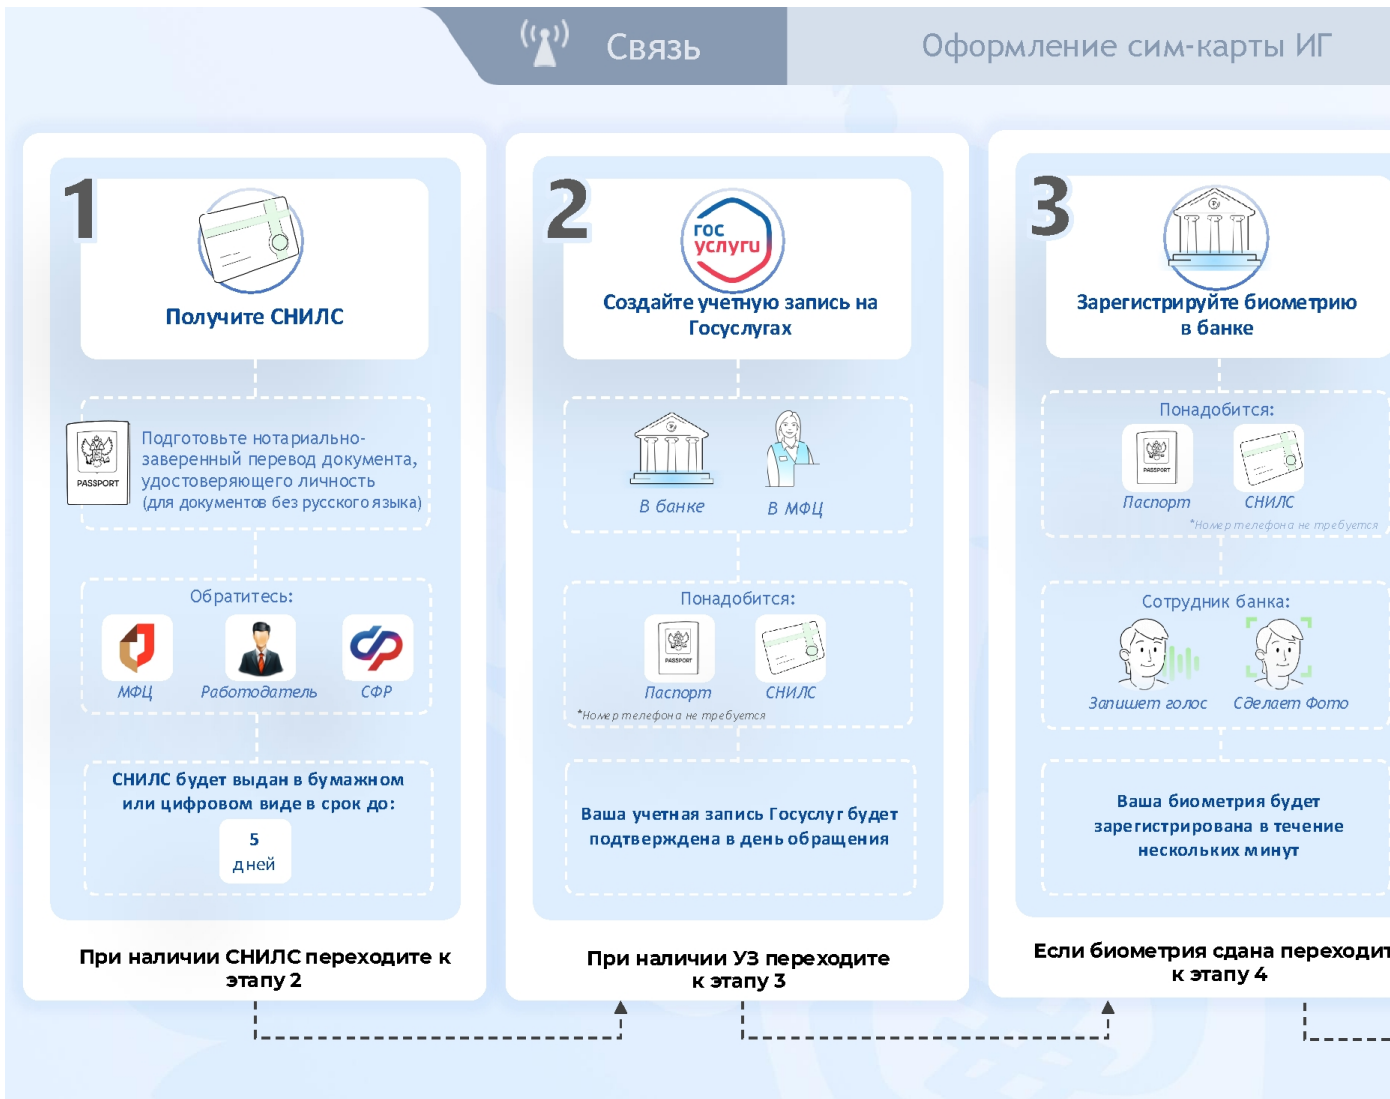 Связь
Оформление сим-карты ИГ
1
Получите СНИЛС
PASSPORT
Подготовьте нотариально-
заверенный перевод документа,
удостоверяющего личность
(для документов без русского языка)
Обратитесь:
МФЦ
Работодатель
СФР
СНИЛС будет выдан в бумажном
или цифровом виде в срок до:
5
дней
При наличии СНИЛС переходите к
этапу 2
2
гос
услуги
Создайте учетную запись на
Госуслугах
В банке
В МФЦ
Понадобится:
PASSPORT
Паспорт
СНИЛС
*Номер телефона не требуется
Ваша учетная запись Госуслуг будет
подтверждена в день обращения
При наличии УЗ переходите
к этапу 3
3
Зарегистрируйте биометрию
в банке
Понадобится:
PASSPORT
Паспорт
СНИЛС
*Номер телефона не требуется
Сотрудник банка:
Запишет голос
Сделает Фото
Ваша биометрия будет
зарегистрирована в течение
нескольких минут
Если биометрия сдана переходит
к этапу 4